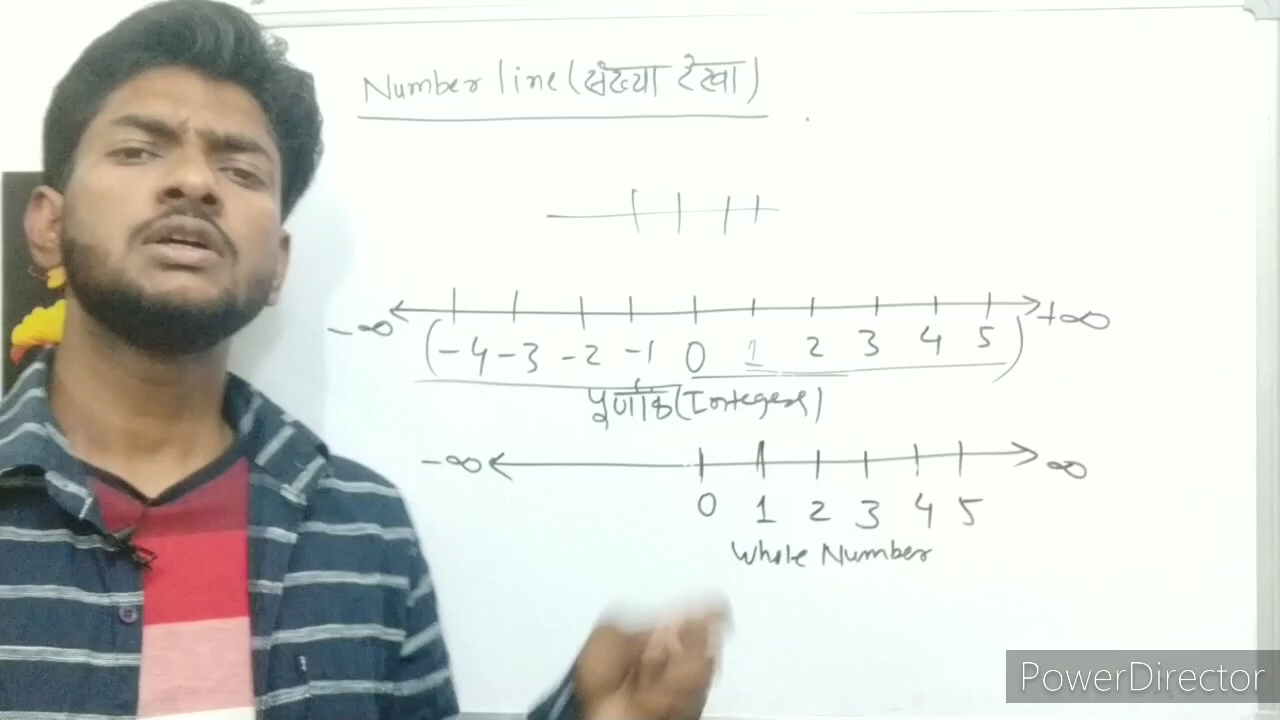 Number line (संख्या रेखा)
-∞ +∞
(-4 -3 -2 -1 0 1 2 3 4 5)
पूर्णांक (Integers)
-∞ ∞
0 1 2 3 4 5
Whole Number
PowerDirector